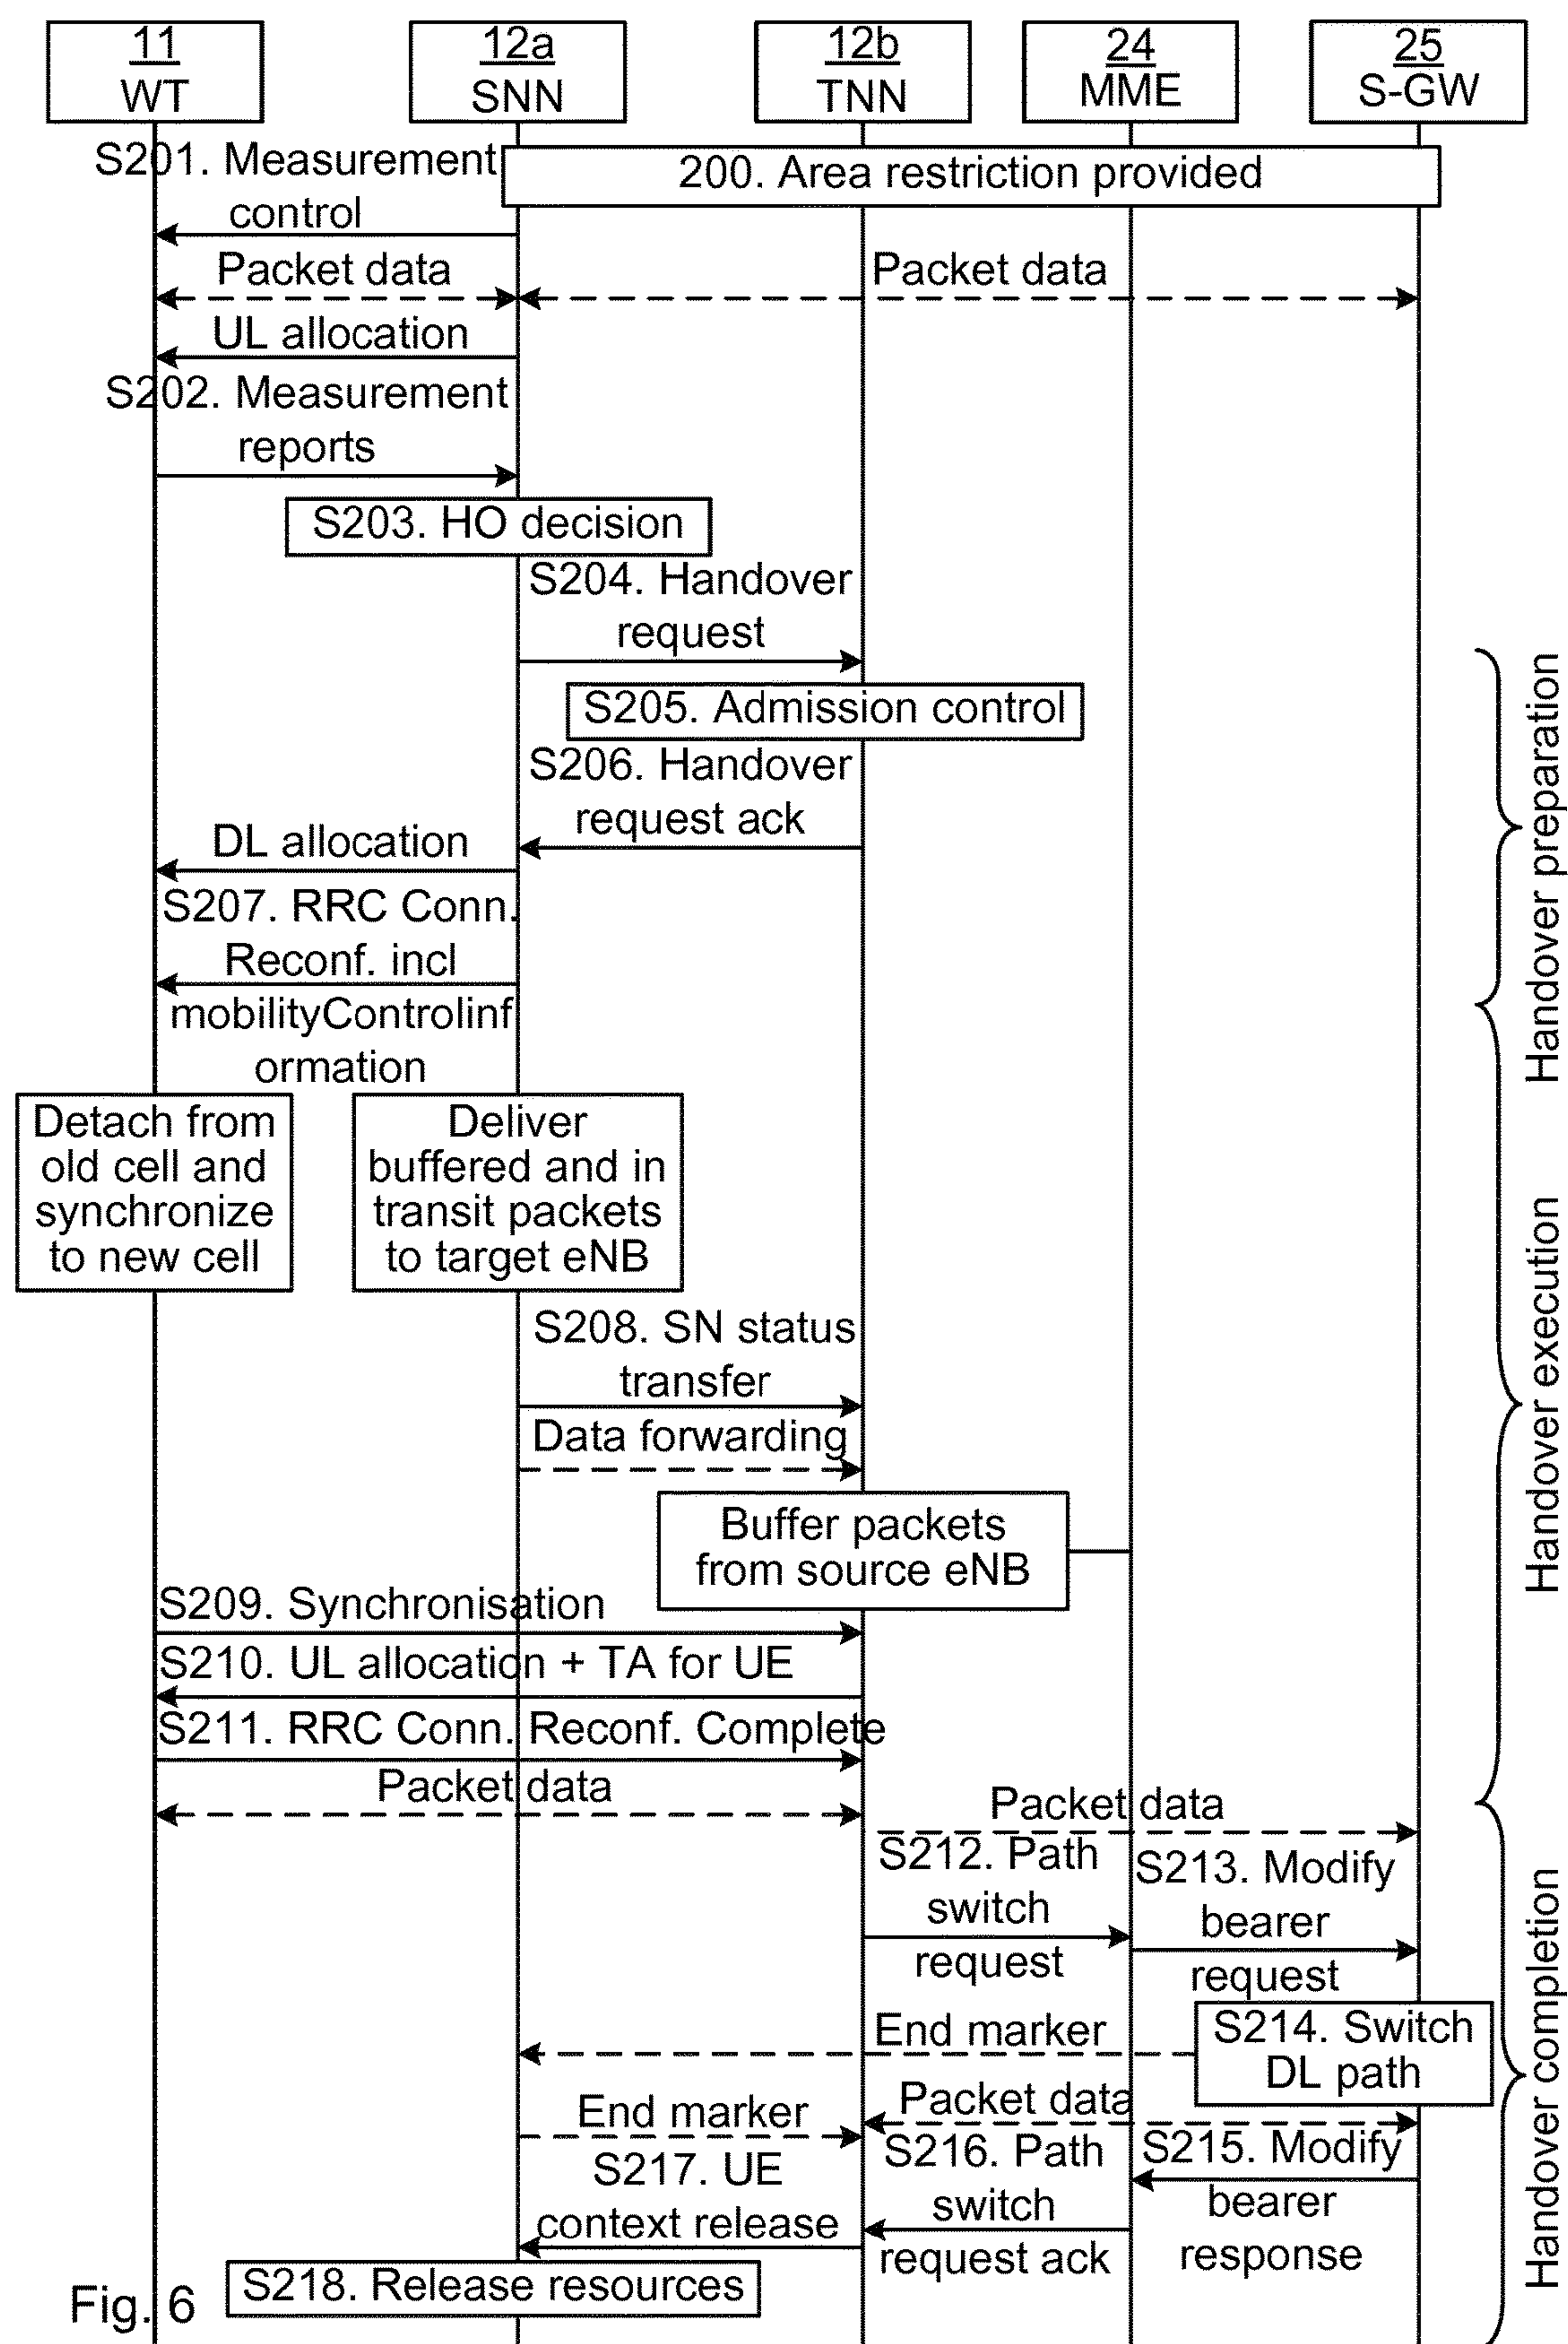 11
WT
12a
SNN
12b
TNN
24
MME
25
S-GW
200. Area restriction provided
S201. Measurement
control
Packet data
Packet data
UL allocation
S202. Measurement
reports
S203. HO decision
S204. Handover
request
S205. Admission control
S206. Handover
request ack
DL allocation
S207. RRC Conn.
Reconf. incl
mobilityControlinf
ormation
Handover preparation
Detach from
old cell and
synchronize
to new cell
Deliver
buffered and in
transit packets
to target eNB
S208. SN status
transfer
Data forwarding
Buffer packets
from source eNB
S209. Synchronisation
S210. UL allocation + TA for UE
S211. RRC Conn. Reconf. Complete
Handover execution
Packet data
Packet data
S212. Path
switch
request
S213. Modify
bearer
request
S214. Switch
DL path
End marker
Packet data
End marker
S215. Modify
bearer
response
S216. Path
switch
request ack
S217. UE
context release
S218. Release resources
Handover completion
Fig. 6